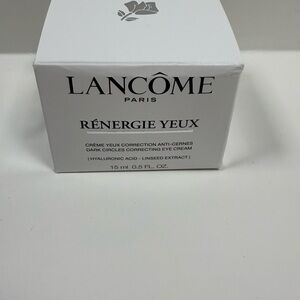 LANCÔME
PARIS
RÉNERGIE YEUX
CRÈME YEUX CORRECTION ANTI-CERNES
DARK CIRCLES CORRECTING EYE CREAM
[HYALURONIC ACID - LINSEED EXTRACT]
15 ml 0.5 FL. OZ.